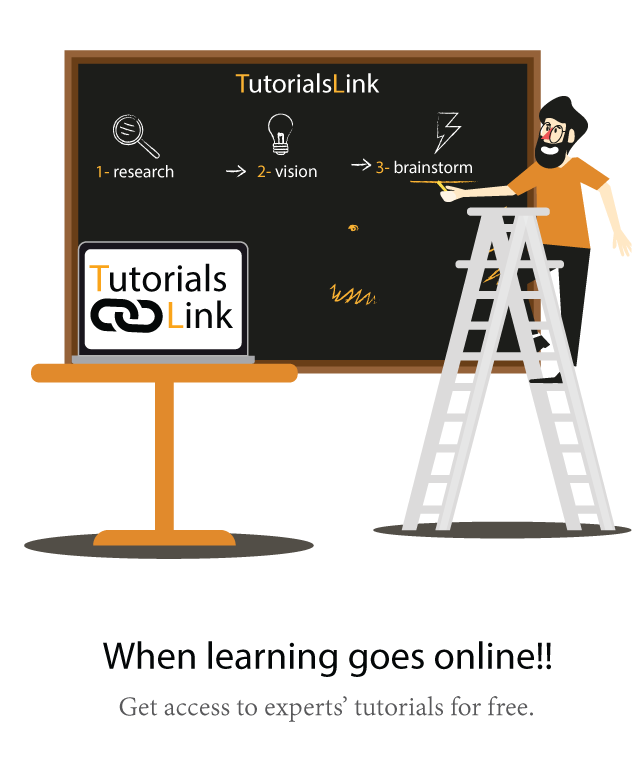 TutorialsLink
1- research
2- vision
3- brainstorm
Tutorials
Link
When learning goes online!!
Get access to experts’ tutorials for free.